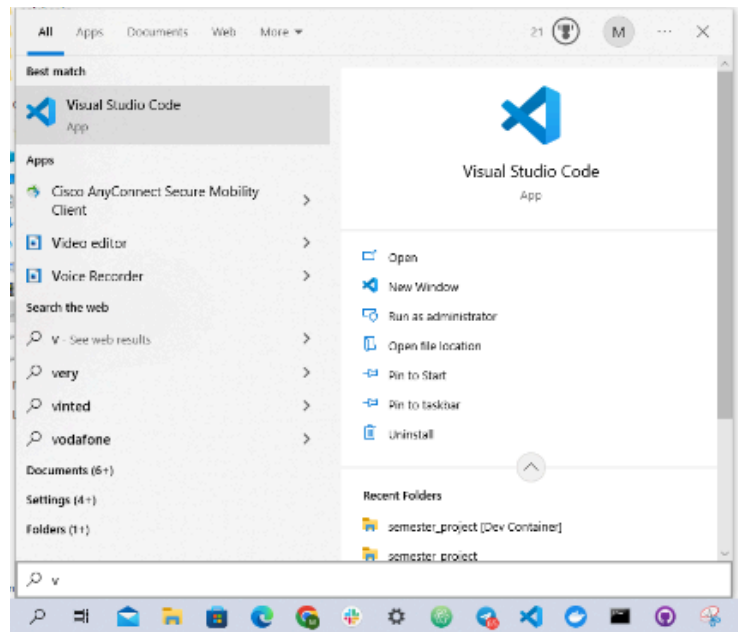 All Apps Documents Web More 21 M
Best match
Visual Studio Code
App
Apps
Cisco AnyConnect Secure Mobility
Client
Video editor
Voice Recorder
Search the web
v - See web results
very
vinted
vodafone
Documents (6+)
Settings (4+)
Folders (1+)
Visual Studio Code
App
Open
New Window
Run as administrator
Open file location
Pin to Start
Pin to taskbar
Uninstall
Recent Folders
semester_project [Dev Container]
semester_project
v